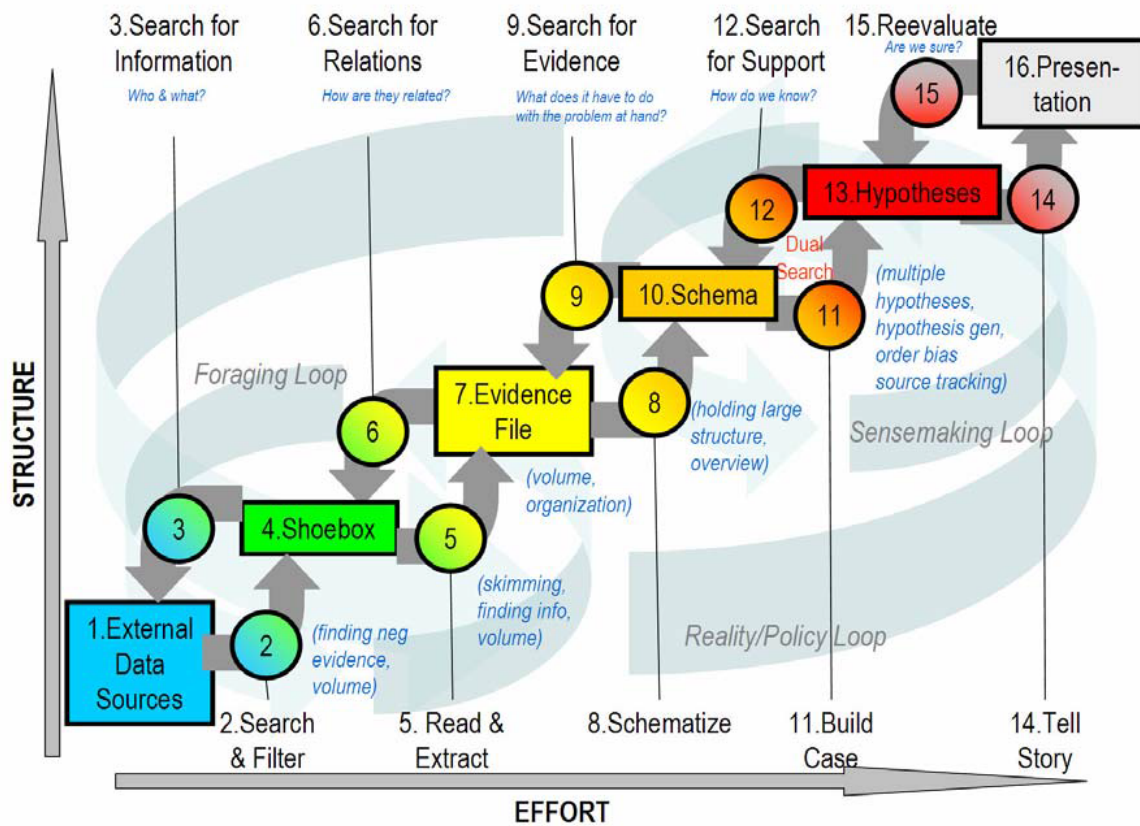 3.Search for
Information
Who & what?
6.Search for
Relations
How are they related?
9.Search for
Evidence
What does it have to do
with the problem at hand?
12.Search
for Support
How do we know?
15.Reevaluate
Are we sure?
16.Presen-
tation
15
13.Hypotheses
14
12
Dual
Search
10.Schema
9
11
(multiple
hypotheses,
hypothesis gen,
order bias
source tracking)
Foraging Loop
7.Evidence
File
8
6
(holding large
structure,
overview)
Sensemaking Loop
(volume,
organization)
3
4.Shoebox
5
(skimming,
finding info,
volume)
1.External
Data
Sources
2
(finding neg
evidence,
volume)
Reality/Policy Loop
2.Search
& Filter
5. Read &
Extract
8.Schematize
11.Build
Case
14.Tell
Story
STRUCTURE
EFFORT